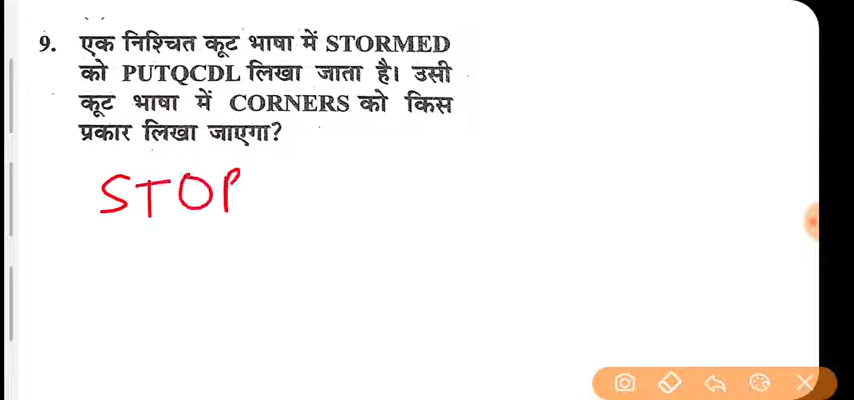 9. एक निश्चित कूट भाषा में STORMED
को PUTQCDL लिखा जाता है। उसी
कूट भाषा में CORNERS को किस
प्रकार लिखा जाएगा?
STOP